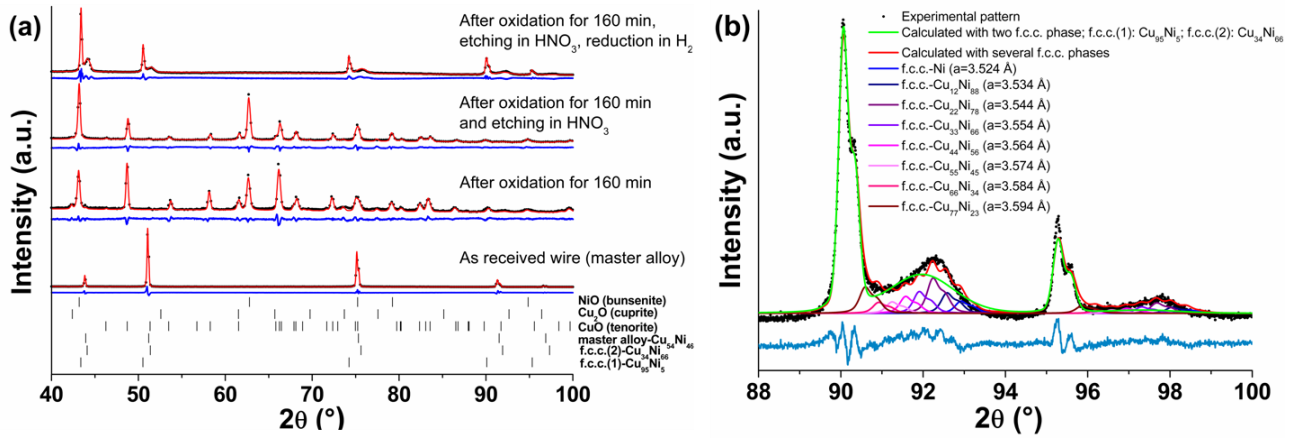 (a)
After oxidation for 160 min,
etching in HNO₃, reduction in H₂
After oxidation for 160 min
and etching in HNO₃
After oxidation for 160 min
As received wire (master alloy)
NiO (bunsenite)
Cu₂O (cuprite)
CuO (tenorite)
master alloy-Cu₅₄Ni₄₆
f.c.c.(2)-Cu₃₄Ni₆₆
f.c.c.(1)-Cu₉₅Ni₅
Intensity (a.u.)
40 50 60 70 80 90 100
2θ (°)
(b)
Experimental pattern
Calculated with two f.c.c. phase; f.c.c.(1): Cu₉₅Ni₅; f.c.c.(2): Cu₃₄Ni₆₆
Calculated with several f.c.c. phases
f.c.c.-Ni (a=3.524 Å)
f.c.c.-Cu₁₂Ni₈₈ (a=3.534 Å)
f.c.c.-Cu₂₂Ni₇₈ (a=3.544 Å)
f.c.c.-Cu₃₃Ni₆₆ (a=3.554 Å)
f.c.c.-Cu₄₄Ni₅₆ (a=3.564 Å)
f.c.c.-Cu₅₅Ni₄₅ (a=3.574 Å)
f.c.c.-Cu₆₆Ni₃₄ (a=3.584 Å)
f.c.c.-Cu₇₇Ni₂₃ (a=3.594 Å)
Intensity (a.u.)
88 90 92 94 96 98 100
2θ (°)